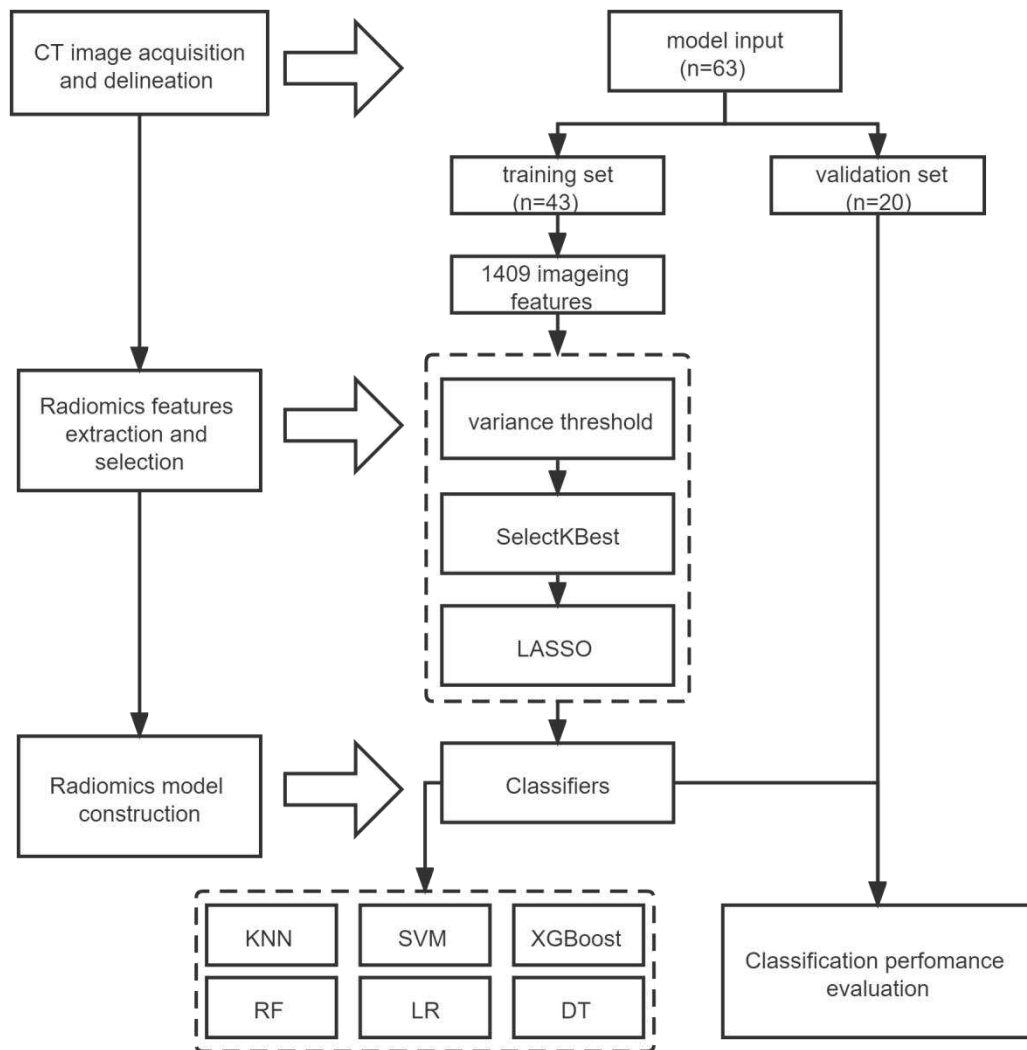 CT image acquisition
and delineation
model input
(n=63)
training set
(n=43)
validation set
(n=20)
1409 imageing
features
Radiomics features
extraction and
selection
variance threshold
SelectKBest
LASSO
Radiomics model
construction
Classifiers
KNN
SVM
XGBoost
RF
LR
DT
Classification perfomance
evaluation